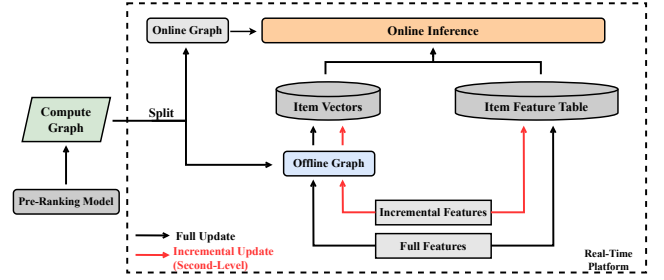 Online Graph
Online Inference
Compute
Graph
Split
Item Vectors
Item Feature Table
Offline Graph
Pre-Ranking Model
Incremental Features
Full Features
Full Update
Incremental Update
(Second-Level)
Real-Time
Platform